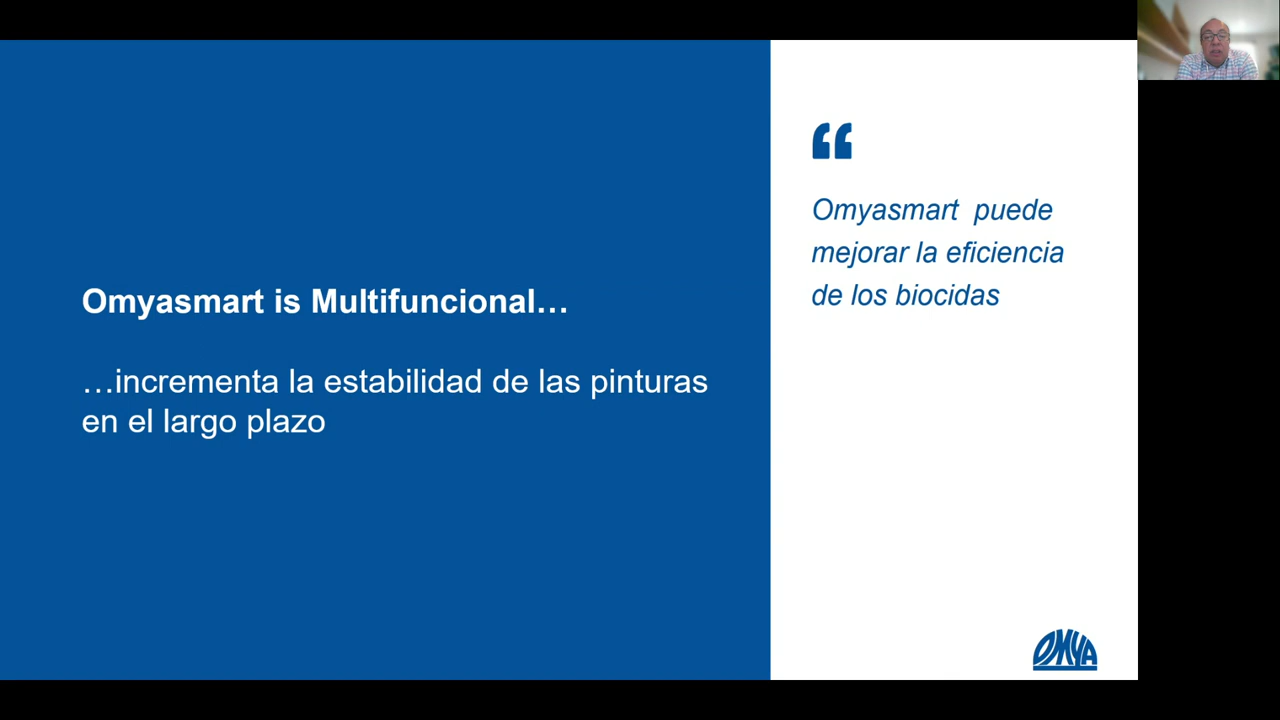 Omyasmart is Multifuncional…
…incrementa la estabilidad de las pinturas
en el largo plazo
“
Omyasmart puede
mejorar la eficiencia
de los biocidas
OMYA